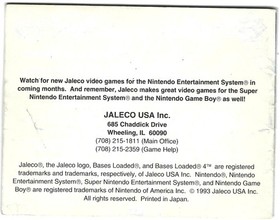 Watch for new Jaleco video games for the Nintendo Entertainment System® in
coming months. And remember, Jaleco makes great video games for the Super
Nintendo Entertainment System® and the Nintendo Game Boy® as well!
JALECO USA Inc.
685 Chaddick Drive
Wheeling, IL 60090
(708) 215-1811 (Main Office)
(708) 215-2359 (Game Help)
Jaleco®, the Jaleco logo, Bases Loaded®, and Bases Loaded® 4™ are registered
trademarks and trademarks, respectively, of Jaleco USA Inc. Nintendo®, Nintendo
Entertainment System®, Super Nintendo Entertainment System®, and Nintendo Game
Boy® are registered trademarks of Nintendo of America Inc. © 1993 Jaleco USA Inc.
All rights reserved. Printed in Japan.